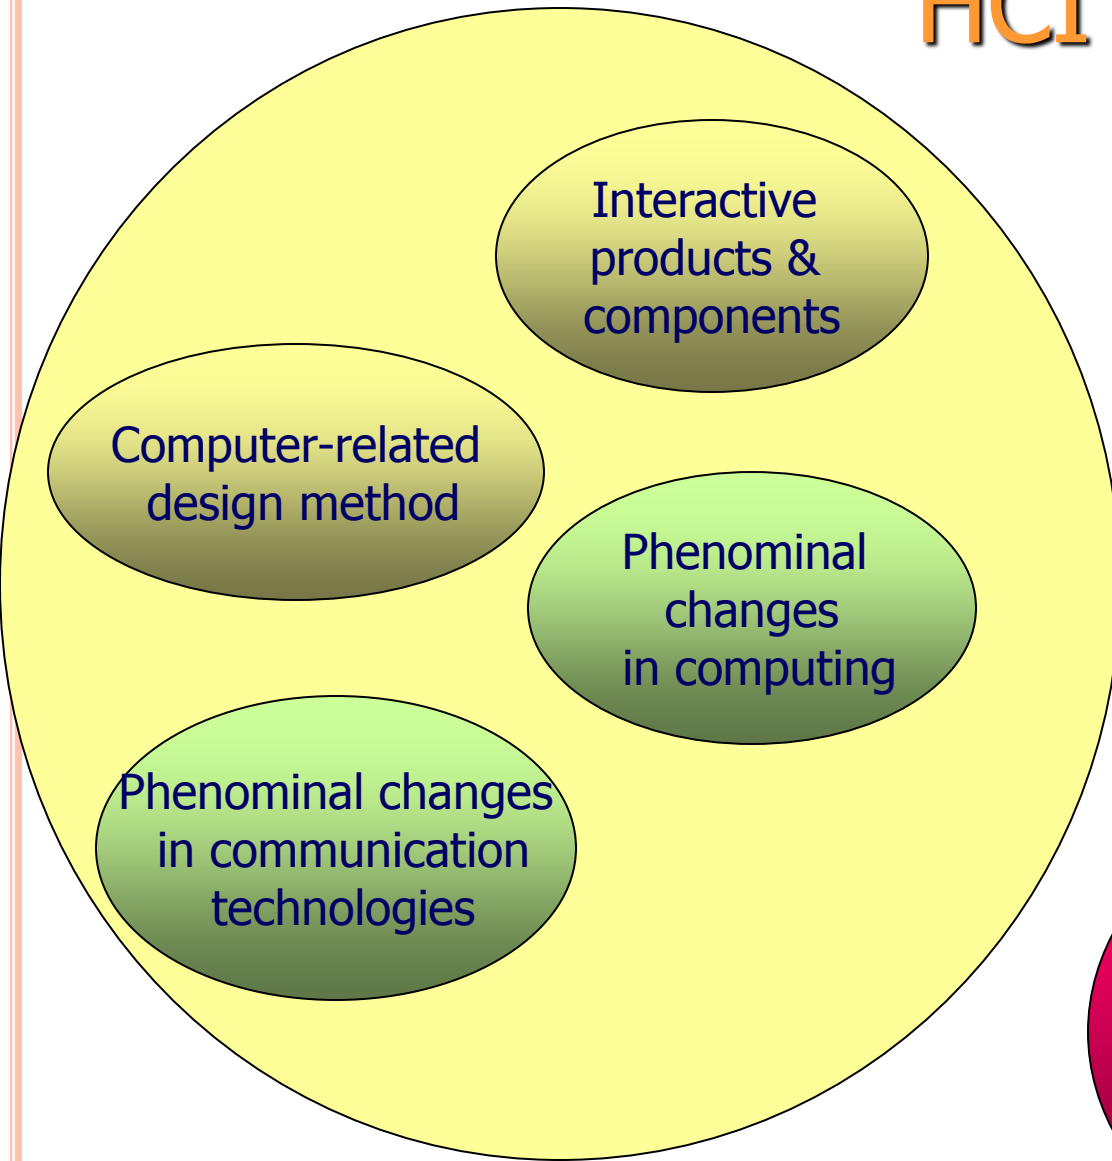 HCI
Interactive
products &
components
Computer-related
design method
Phenominal
changes
in computing
Phenominal changes
in communication
technologies